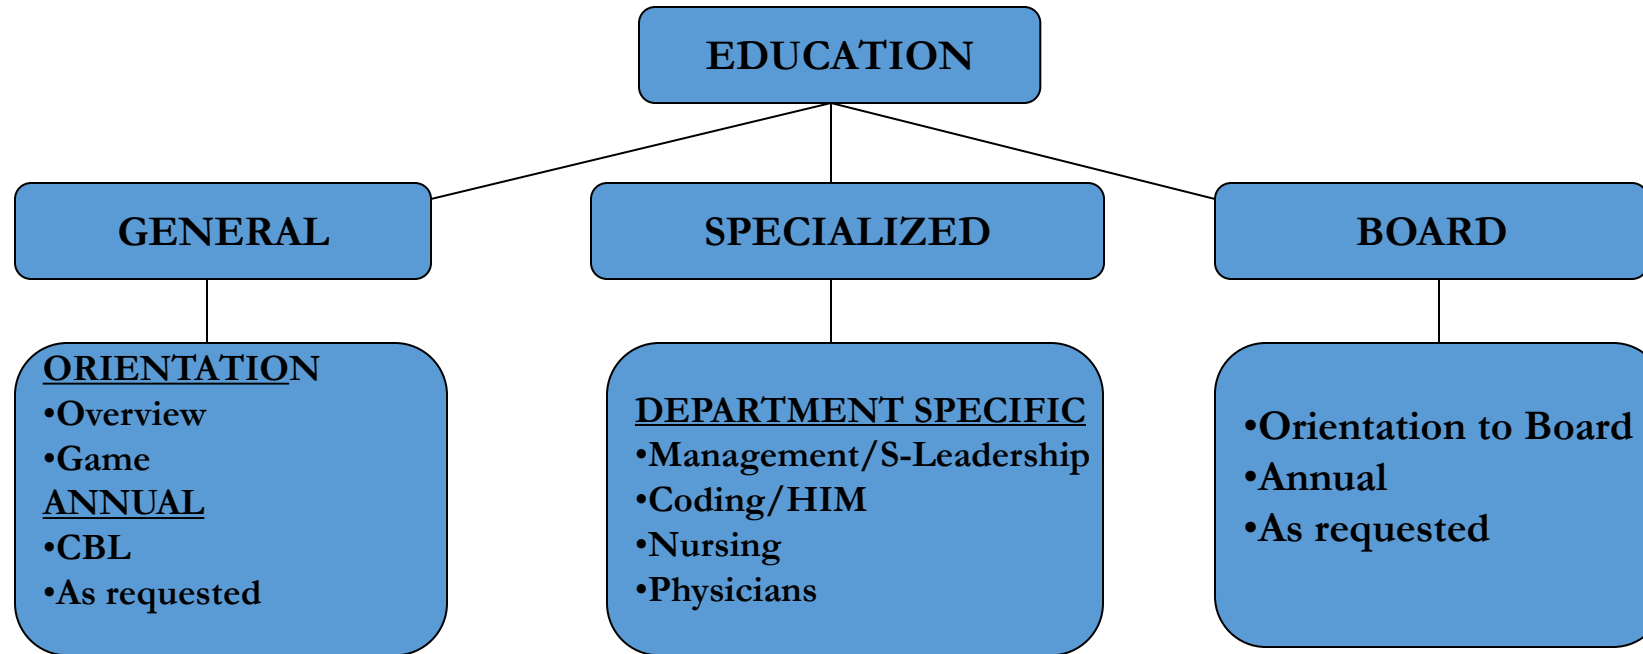 EDUCATION
GENERAL
SPECIALIZED
BOARD
ORIENTATION
•Overview
•Game
ANNUAL
•CBL
•As requested
DEPARTMENT SPECIFIC
•Management/S-Leadership
•Coding/HIM
•Nursing
•Physicians
•Orientation to Board
•Annual
•As requested